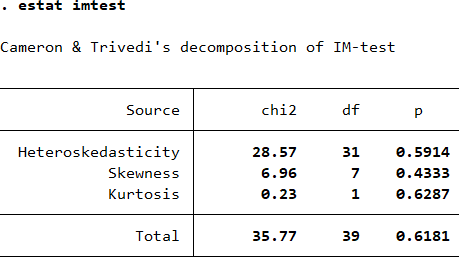 . estat imtest
Cameron & Trivedi's decomposition of IM-test
Source chi2 df p
Heteroskedasticity 28.57 31 0.5914
Skewness 6.96 7 0.4333
Kurtosis 0.23 1 0.6287
Total 35.77 39 0.6181